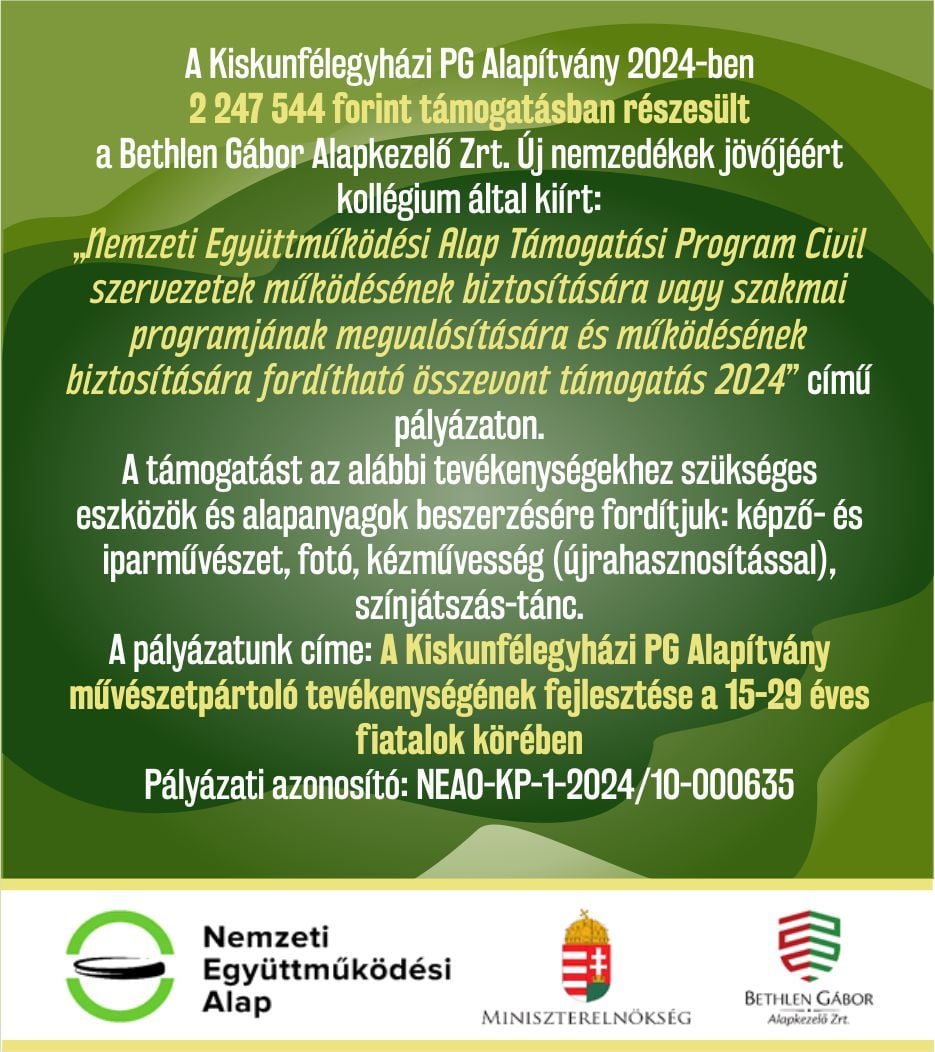 A Kiskunfélegyházi PG Alapítvány 2024-ben
2 247 544 forint támogatásban részesült
a Bethlen Gábor Alapkezelő Zrt. Új nemzedékek jövőjéért
kollégium által kiírt:
„Nemzeti Együttműködési Alap Támogatási Program Civil
szervezetek működésének biztosítására vagy szakmai
programjának megvalósítására és működésének
biztosítására fordítható összevont támogatás 2024” című
pályázaton.
A támogatást az alábbi tevékenységekhez szükséges
eszközök és alapanyagok beszerzésére fordítjuk: képző- és
iparművészet, fotó, kézművesség (újrahasznosítással),
színjátszás-tánc.
A pályázatunk címe: A Kiskunfélegyházi PG Alapítvány
művészetpártoló tevékenységének fejlesztése a 15-29 éves
fiatalok körében
Pályázati azonosító: NEAO-KP-1-2024/10-000635
Nemzeti
Együttműködési
Alap
MINISZTERELNÖKSÉG
BETHLEN GÁBOR
Alapkezelő Zrt.